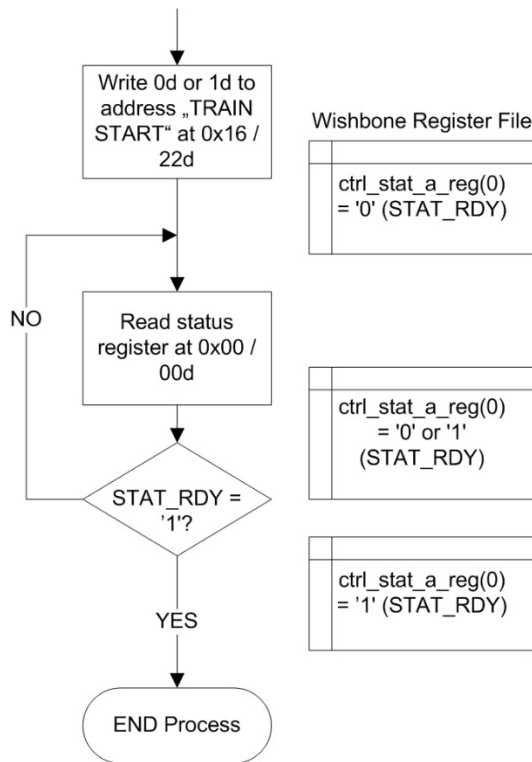 Write 0d or 1d to
address „TRAIN
START“ at 0x16 /
22d
Wishbone Register File
ctrl_stat_a_reg(0)
= '0' (STAT_RDY)
NO
Read status
register at 0x00 /
00d
ctrl_stat_a_reg(0)
= '0' or '1'
(STAT_RDY)
STAT_RDY =
'1'?
ctrl_stat_a_reg(0)
= '1' (STAT_RDY)
YES
END Process